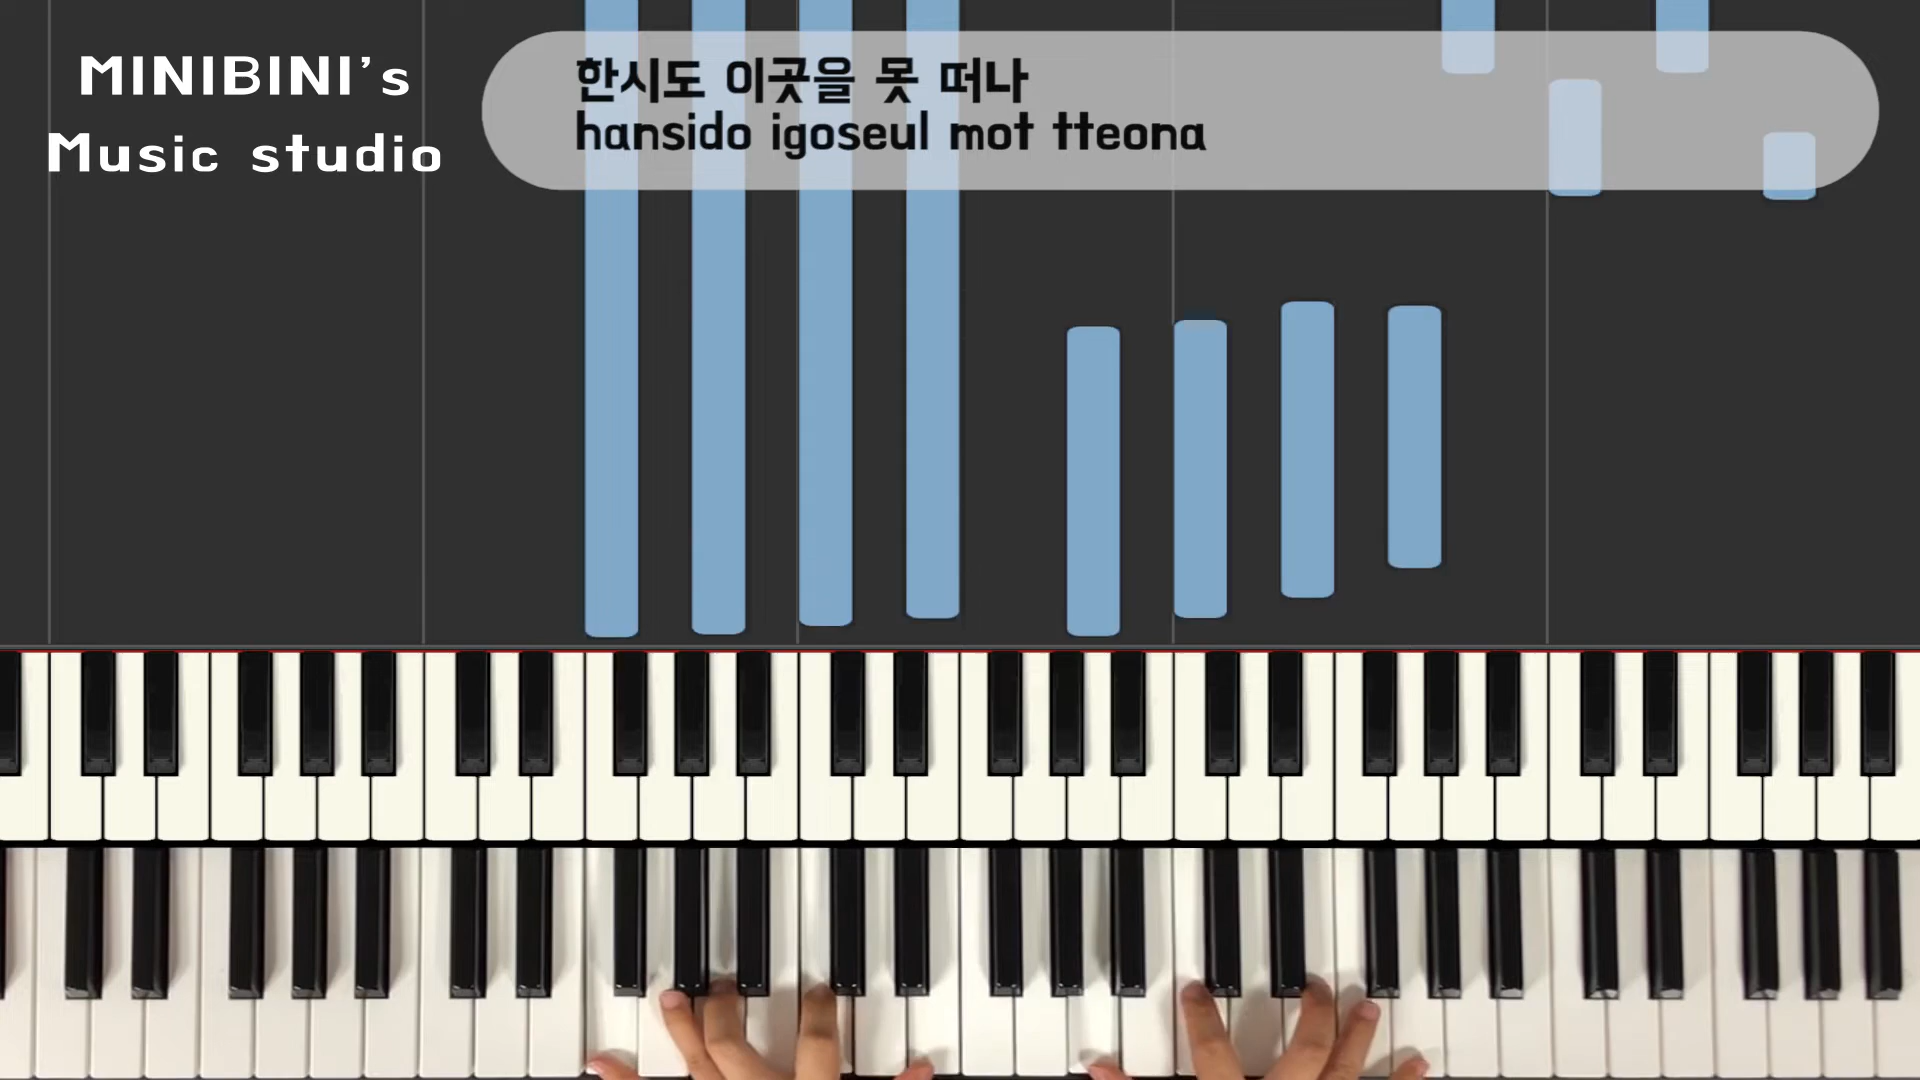 MINIBINI's
Music studio
한시도 이곳을 못 떠나
hansido igoseul mot tteona